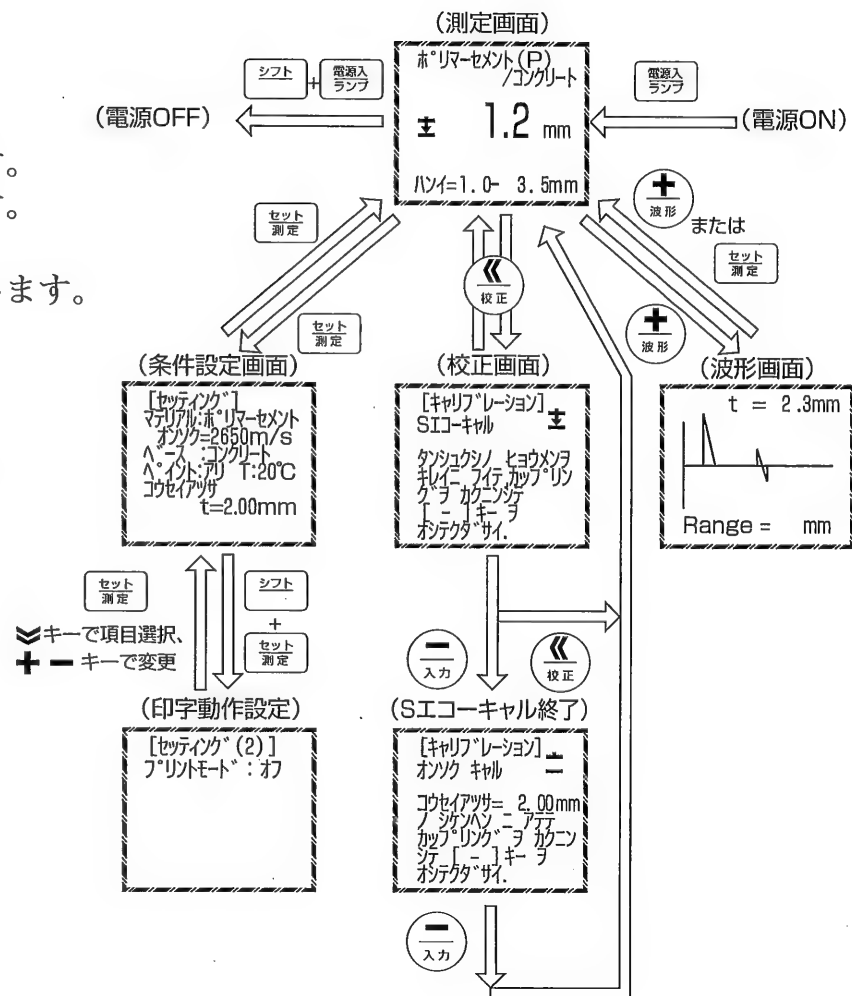 (測定画面)
シフト
+
電源入
ランプ
電源入
ランプ
(電源OFF)
(電源ON)
ポリマーセメント(P)
/コンクリート
1.2 mm
ハンイ=1.0- 3.5mm
す。
す。
します。
セット
測定
セット
測定
≪
校正
+
波形
または
セット
測定
+
波形
(条件設定画面)
[セッティング]
マテリアル:ポリマーセメント
オンソク=2650m/s
ベース :コンクリート
ペイント:アリ T:20℃
コウセイアツサ
t=2.00mm
(校正画面)
[キャリブレーション]
Sエコーキャル
タンシュクシノ ヒョウメンヲ
キレイニ フイテ,カップリン
グヲ カクニンシテ
[ - ]キー ヲ
オシテクダサイ.
(波形画面)
t = 2.3mm
Range = mm
セット
測定
シフト
+
セット
測定
キーで項目選択、
+ − キーで変更
−
入力
≪
校正
(印字動作設定)
[セッティング(2)]
プリントモード:オフ
(Sエコーキャル終了)
[キャリブレーション]
オンソク キャル
コウセイアツサ= 2.00mm
ノ シケンヘン ニ アテテ
カップリング ヲ カクニン
シテ [ - ]キー ヲ
オシテクダサイ.
−
入力